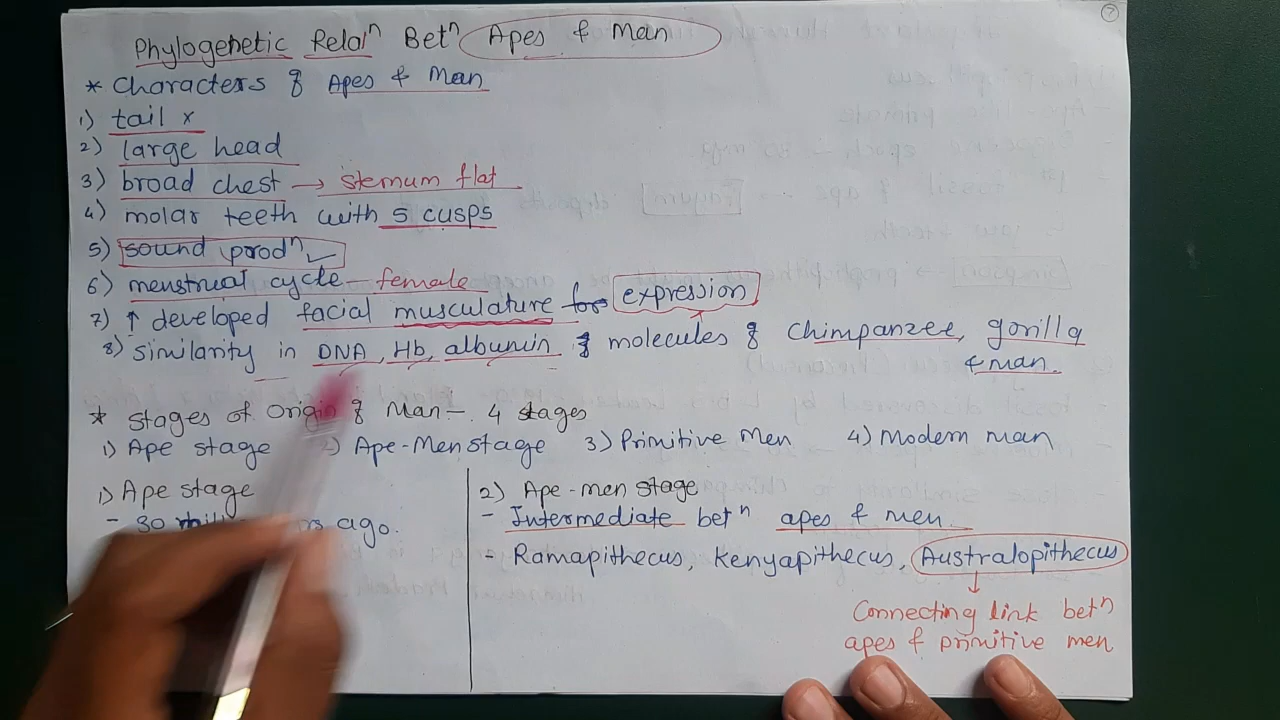 Phylogenetic Relaⁿ Betⁿ Apes & Man
* Characters of Apes & Man
1) tail x
2) large head
3) broad chest → sternum flat
4) molar teeth with 5 cusps
5) sound prodⁿ ✓
6) menstrual cycle - female
7) ↑ developed facial musculature for expression
8) similarity in DNA, Hb, albumin molecules of Chimpanzee, gorilla
& man.
* Stages of Origin of Man - 4 stages
1) Ape stage 2) Ape-Men stage 3) Primitive Men 4) Modern man
1) Ape stage
- 30 ago.
2) Ape-men stage
- Intermediate betⁿ apes & men.
- Ramapithecus, Kenyapithecus, Australopithecus
↓
Connecting link betⁿ
apes & primitive men